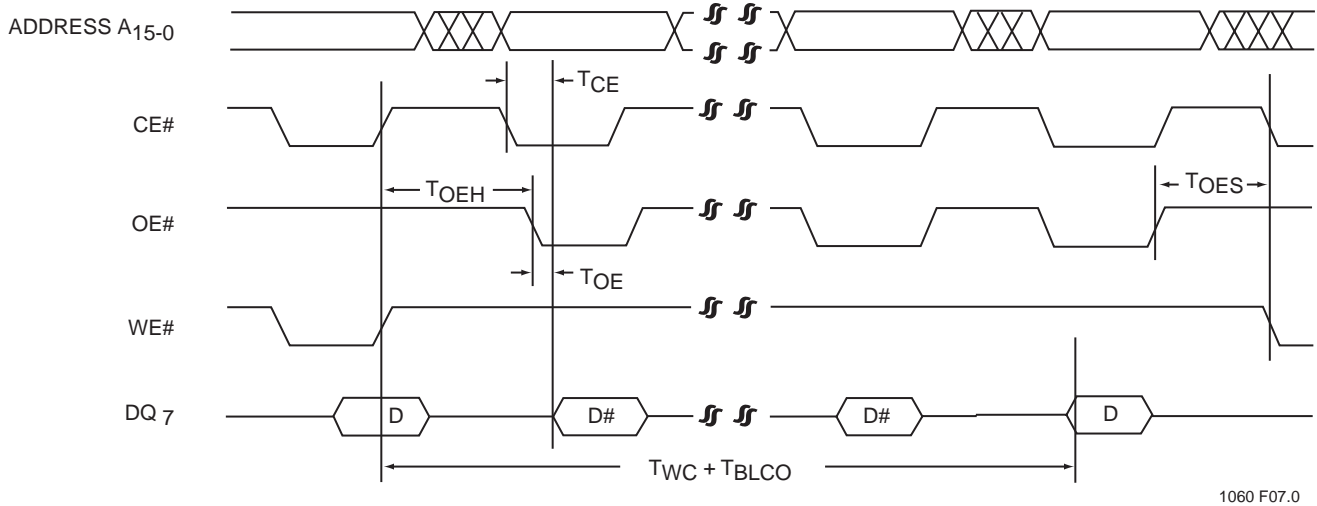 ADDRESS A15-0
TCE
CE#
TOEH
TOES
OE#
TOE
WE#
DQ 7
D
D#
D#
D
TWC + TBLCO
1060 F07.0